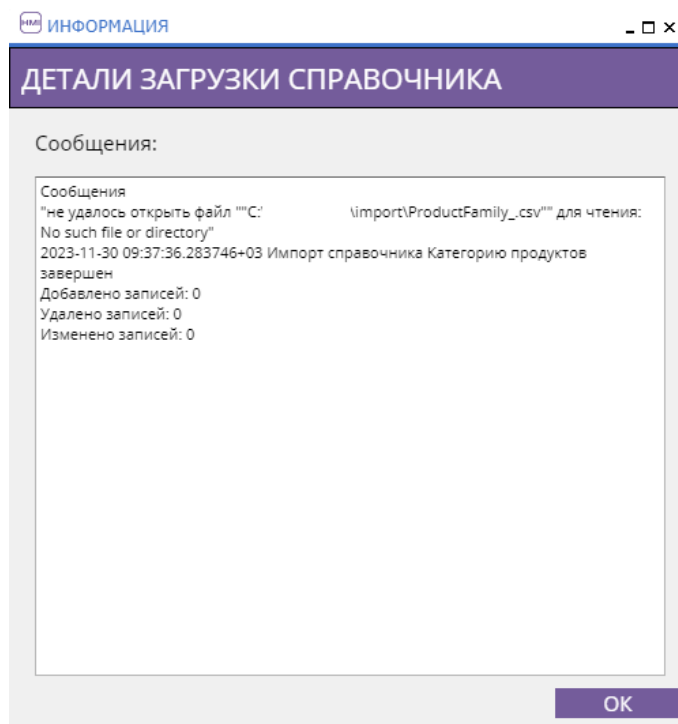 HMI ИНФОРМАЦИЯ
ДЕТАЛИ ЗАГРУЗКИ СПРАВОЧНИКА
Сообщения:
Сообщения
"не удалось открыть файл ""C:' \import\ProductFamily_.csv"" для чтения:
No such file or directory"
2023-11-30 09:37:36.283746+03 Импорт справочника Категорию продуктов
завершен
Добавлено записей: 0
Удалено записей: 0
Изменено записей: 0
ОК